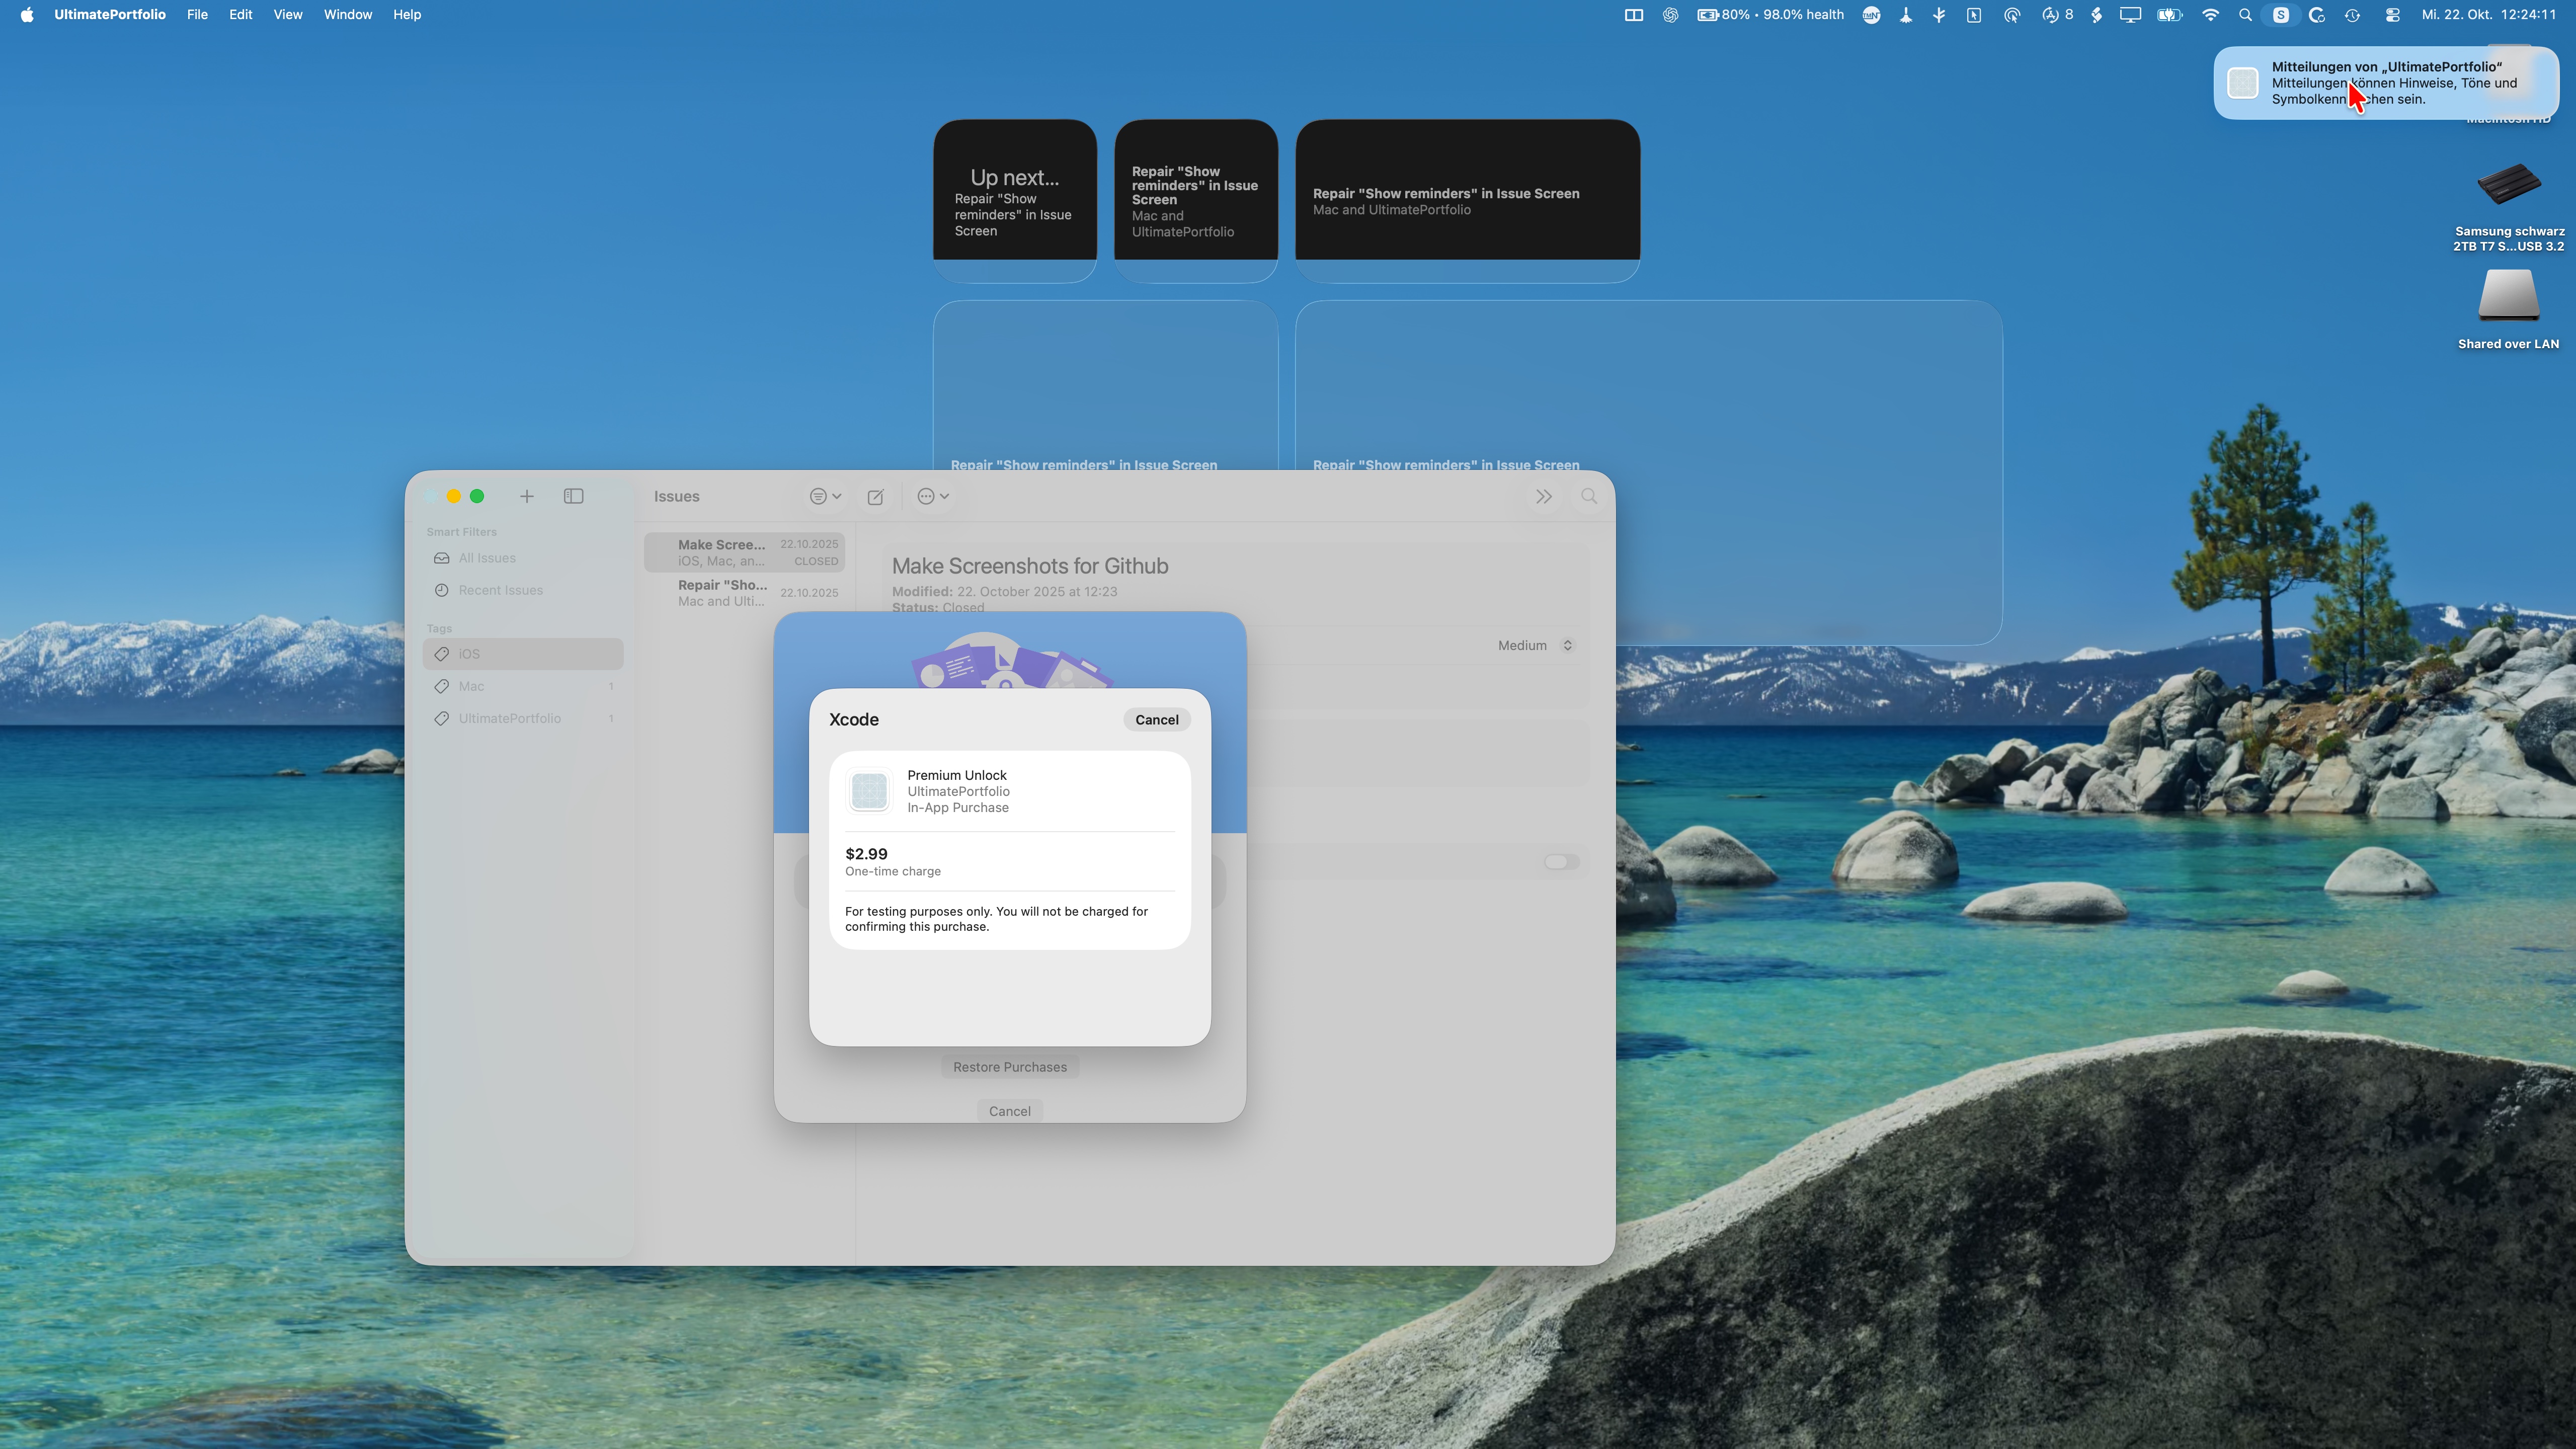 UltimatePortfolio File Edit View Window Help
80% • 98.0% health
8
S
Mi. 22. Okt. 12:24:11
Mitteilungen von „UltimatePortfolio“
Mitteilungen können Hinweise, Töne und
sein.
Macintosh HD
Samsung schwarz
2TB T7 S...USB 3.2
Shared over LAN
Up next...
Repair "Show
reminders" in Issue
Screen
Repair "Show
reminders" in Issue
Screen
Mac and
UltimatePortfolio
Repair "Show reminders" in Issue Screen
Mac and UltimatePortfolio
Repair "Show reminders" in Issue Screen
Repair "Show reminders" in Issue Screen
Smart Filters
All Issues
Recent Issues
Tags
iOS
Mac 1
UltimatePortfolio 1
Issues
Make Scree... 22.10.2025
iOS, Mac, an... CLOSED
Repair "Sho... 22.10.2025
Mac and Ulti...
Make Screenshots for Github
Modified: 22. October 2025 at 12:23
Status: Closed
Medium
Xcode
Cancel
Premium Unlock
UltimatePortfolio
In-App Purchase
$2.99
One-time charge
For testing purposes only. You will not be charged for
confirming this purchase.
Restore Purchases
Cancel